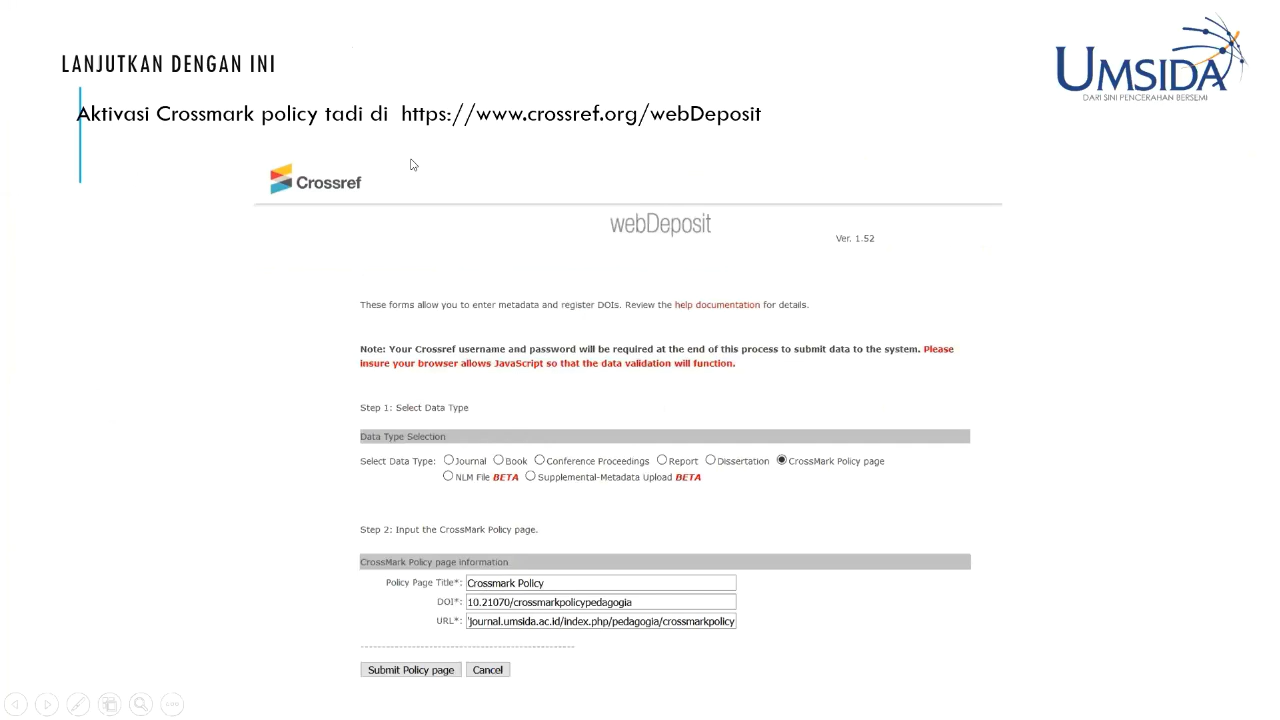 LANJUTKAN DENGAN INI
UMSIDA
DARI SINI PENCERAHAN BERSEMI
Aktivasi Crossmark policy tadi di https://www.crossref.org/webDeposit
Crossref
webDeposit
Ver. 1.52
These forms allow you to enter metadata and register DOIs. Review the help documentation for details.
Note: Your Crossref username and password will be required at the end of this process to submit data to the system. Please
insure your browser allows JavaScript so that the data validation will function.
Step 1: Select Data Type
Data Type Selection
Select Data Type: Journal Book Conference Proceedings Report Dissertation CrossMark Policy page
NLM File BETA Supplemental-Metadata Upload BETA
Step 2: Input the CrossMark Policy page.
CrossMark Policy page information
Policy Page Title*: Crossmark Policy
DOI*: 10.21070/crossmarkpolicypedagogia
URL*: journal.umsida.ac.id/index.php/pedagogia/crossmarkpolicy
Submit Policy page Cancel